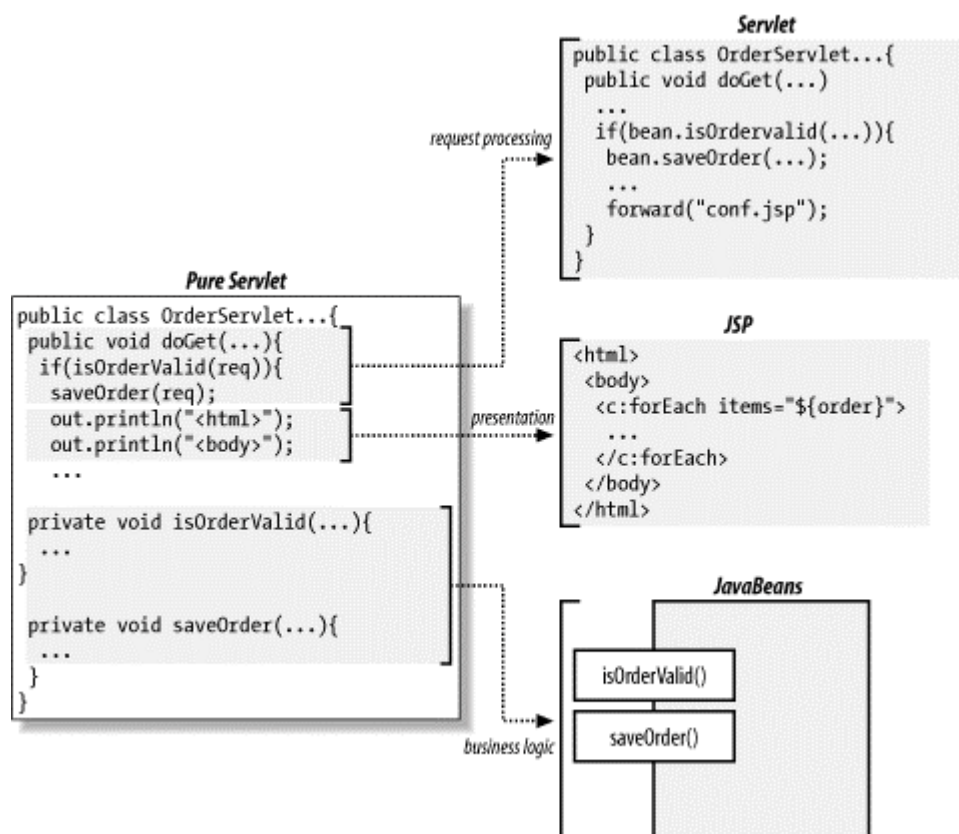 Pure Servlet
public class OrderServlet...{
public void doGet(...){
if(isOrderValid(req)){
saveOrder(req);
out.println("<html>");
out.println("<body>");
...
private void isOrderValid(...){
...
}
private void saveOrder(...){
...
}
}
request processing
Servlet
public class OrderServlet...{
public void doGet(...)
...
if(bean.isOrdervalid(...)){
bean.saveOrder(...);
...
forward("conf.jsp");
}
}
presentation
JSP
<html>
<body>
<c:forEach items="${order}">
...
</c:forEach>
</body>
</html>
business logic
JavaBeans
isOrderValid()
saveOrder()